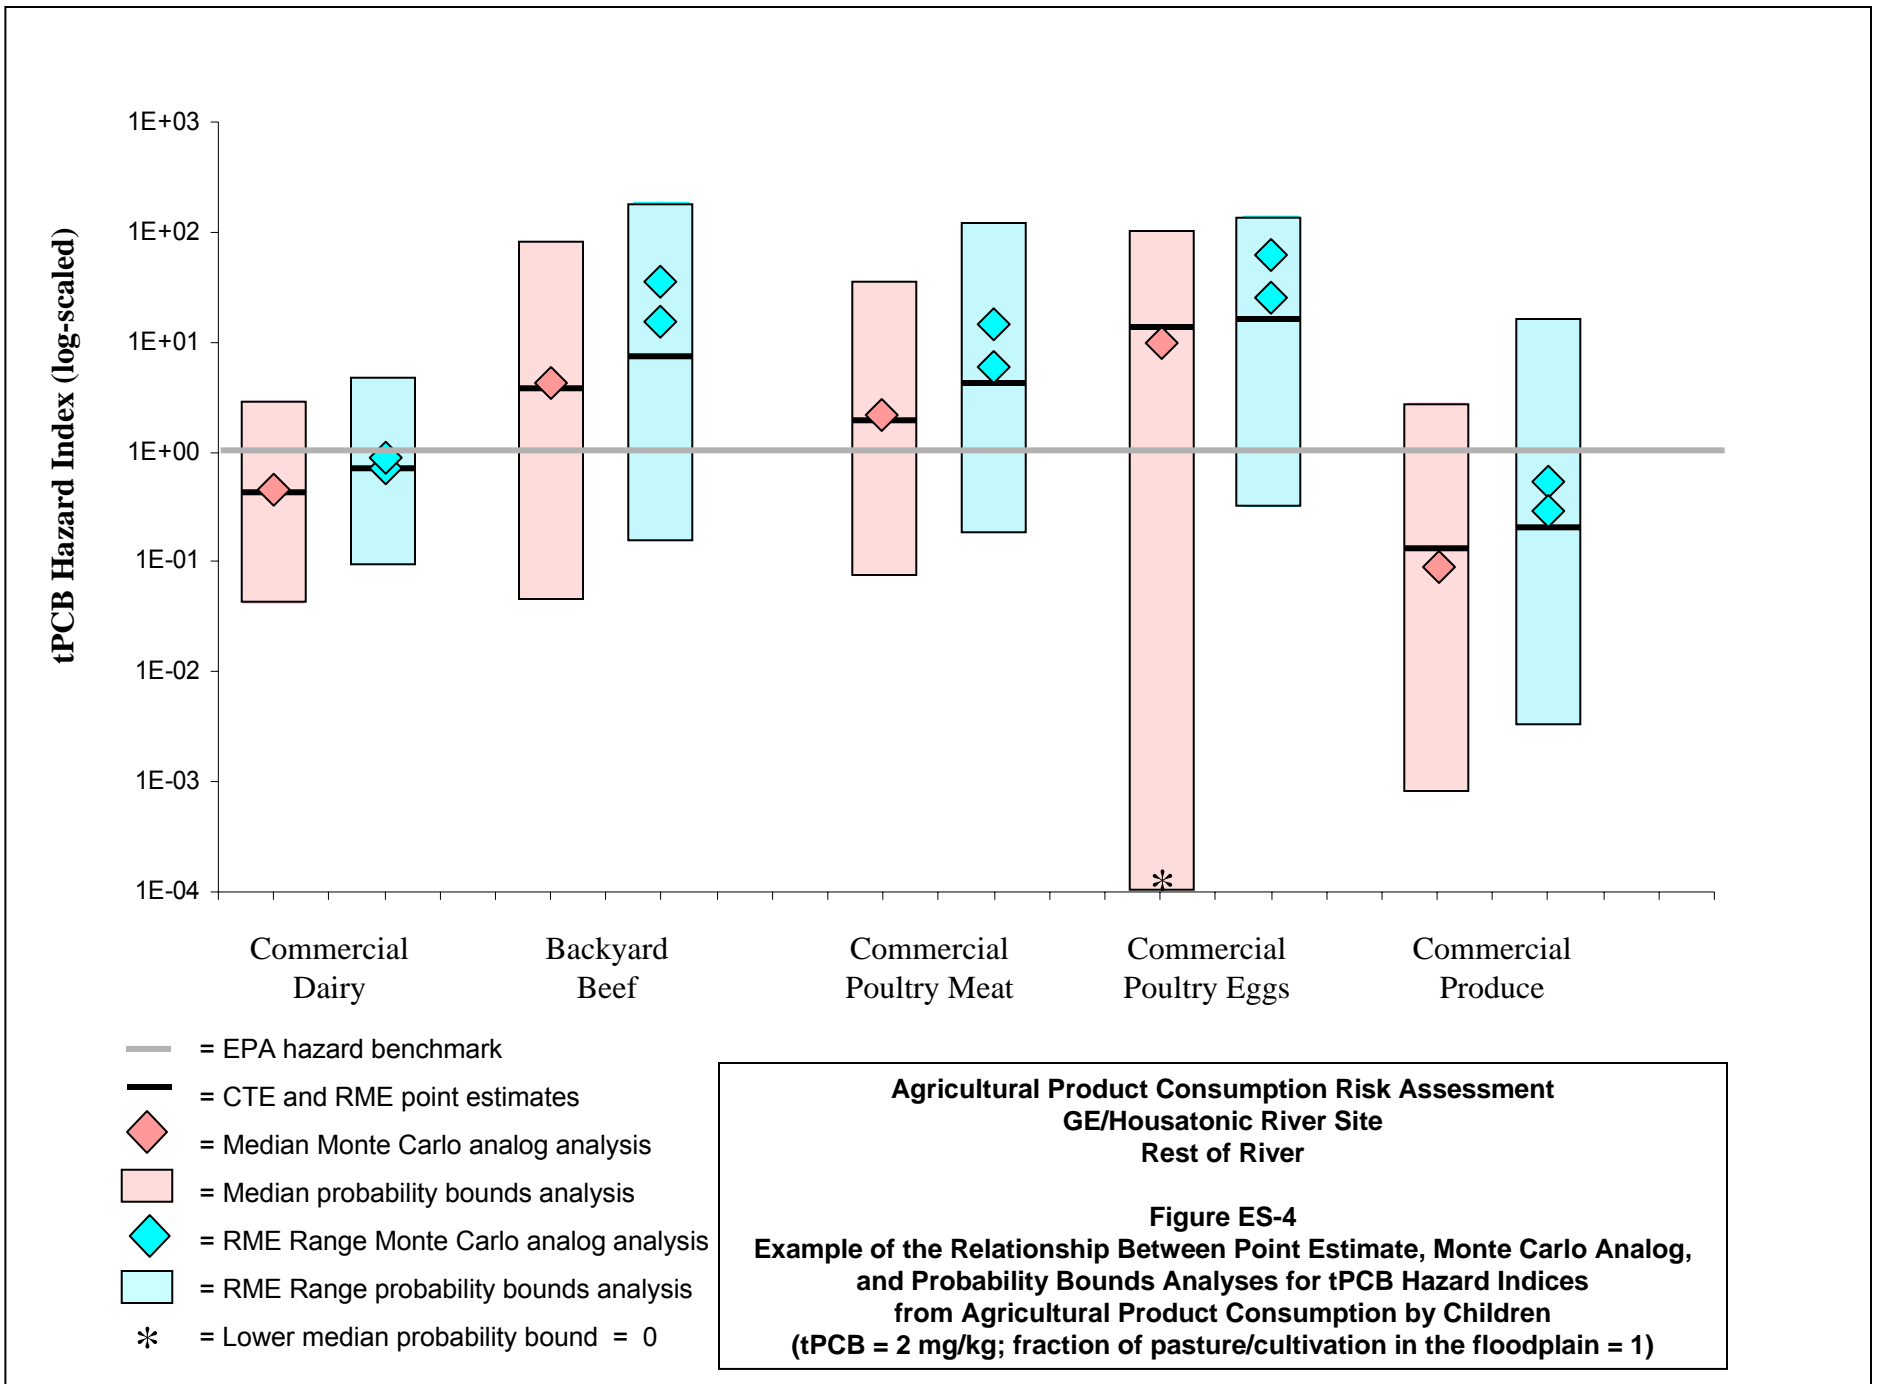 1E+03
1E+02
1E+01
1E+00
1E-01
1E-02
1E-03
1E-04
tPCB Hazard Index (log-scaled)
*
Commercial
Dairy
Backyard
Beef
Commercial
Poultry Meat
Commercial
Poultry Eggs
Commercial
Produce
= EPA hazard benchmark
= CTE and RME point estimates
= Median Monte Carlo analog analysis
= Median probability bounds analysis
= RME Range Monte Carlo analog analysis
= RME Range probability bounds analysis
* = Lower median probability bound = 0
Agricultural Product Consumption Risk Assessment
GE/Housatonic River Site
Rest of River
Figure ES-4
Example of the Relationship Between Point Estimate, Monte Carlo Analog,
and Probability Bounds Analyses for tPCB Hazard Indices
from Agricultural Product Consumption by Children
(tPCB = 2 mg/kg; fraction of pasture/cultivation in the floodplain = 1)